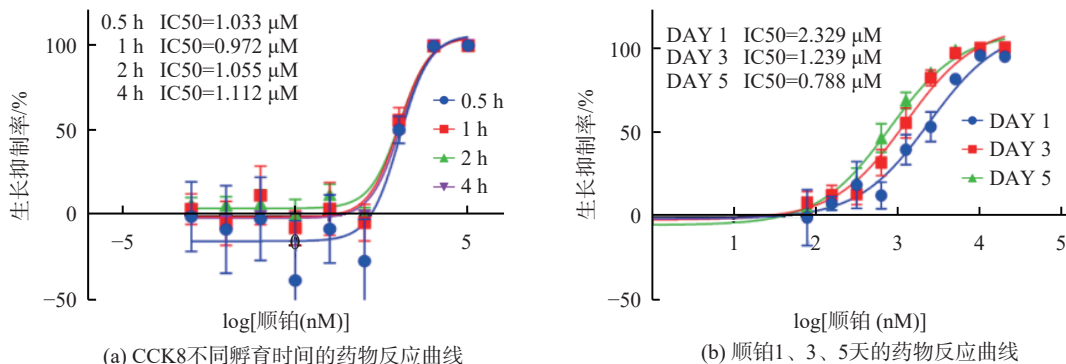 0.5 h IC50=1.033 μM
1 h IC50=0.972 μM
2 h IC50=1.055 μM
4 h IC50=1.112 μM
100
50
0
−50
−5
0
5
生长抑制率/%
0.5 h
1 h
2 h
4 h
log[顺铂(nM)]
(a) CCK8不同孵育时间的药物反应曲线
DAY 1 IC50=2.329 μM
DAY 3 IC50=1.239 μM
DAY 5 IC50=0.788 μM
100
50
0
−50
1
2
3
4
5
生长抑制率/%
DAY 1
DAY 3
DAY 5
log[顺铂 (nM)]
(b) 顺铂1、3、5天的药物反应曲线